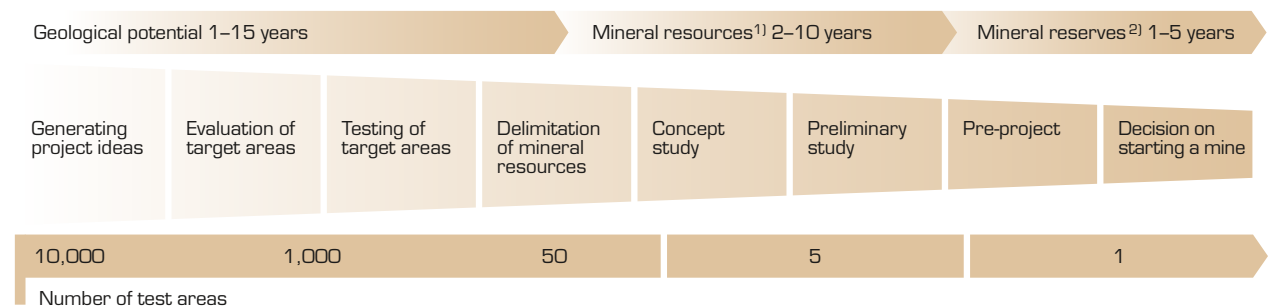 Geological potential 1–15 years
Mineral resources1) 2–10 years
Mineral reserves2) 1–5 years
Generating
project ideas
Evaluation of
target areas
Testing of
target areas
Delimitation
of mineral
resources
Concept
study
Preliminary
study
Pre-project
Decision on
starting a mine
10,000
1,000
50
5
1
Number of test areas